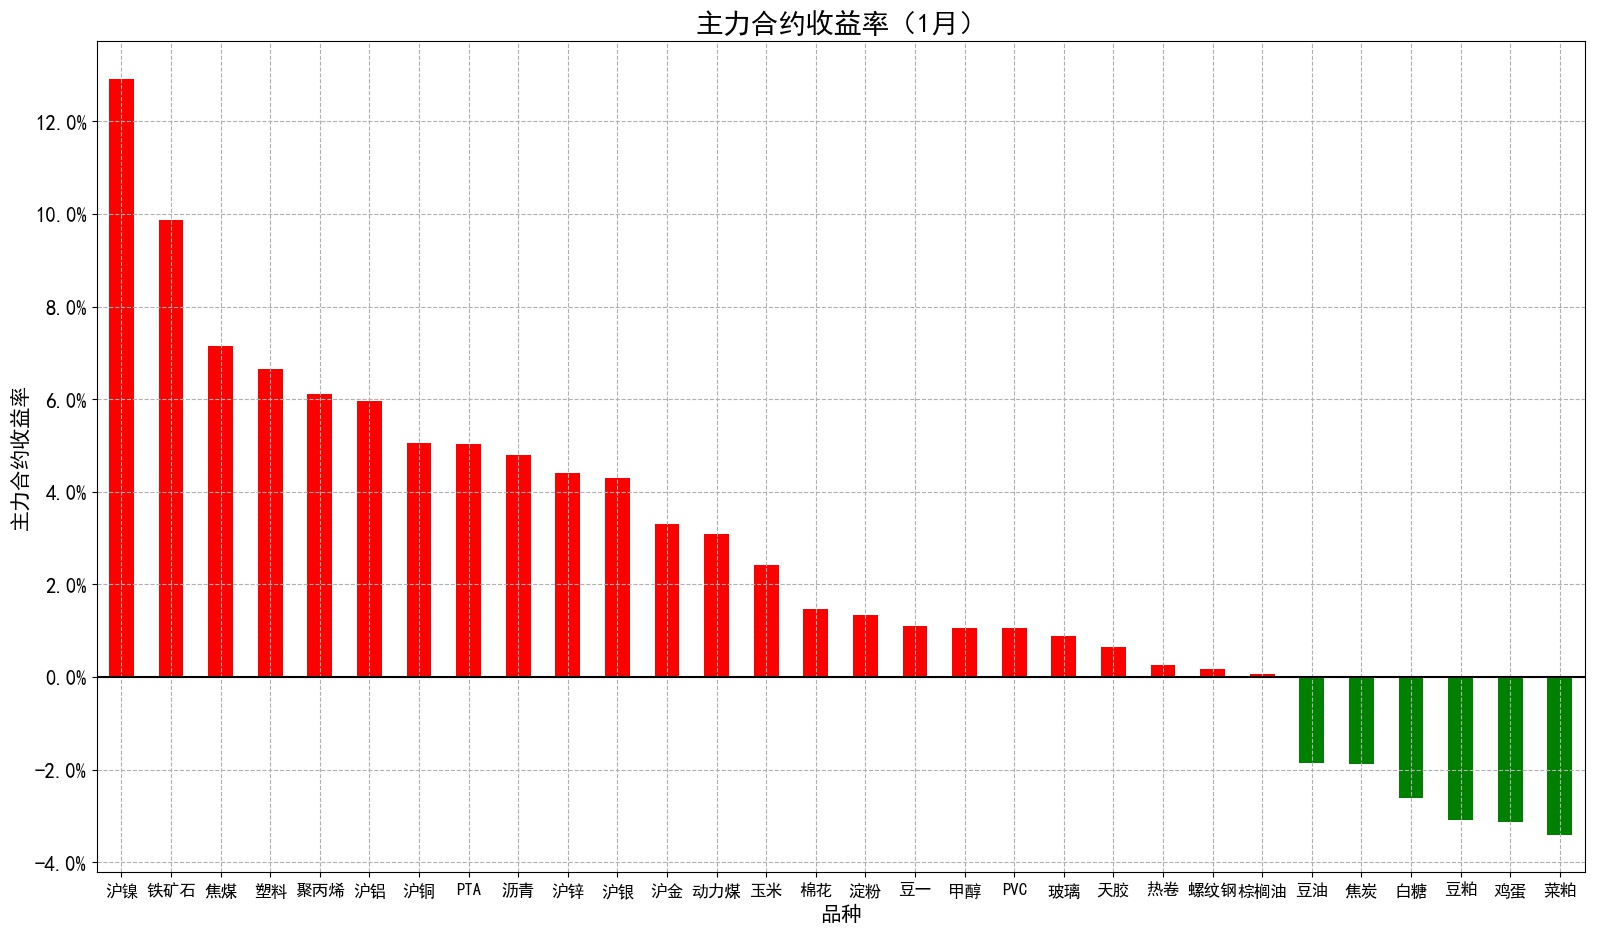 主力合约收益率（1月）
主力合约收益率
12.0%
10.0%
8.0%
6.0%
4.0%
2.0%
0.0%
−2.0%
−4.0%
沪镍 铁矿石 焦煤 塑料 聚丙烯 沪铝 沪铜 PTA 沥青 沪锌 沪银 沪金 动力煤 玉米 棉花 淀粉 豆一 甲醇 PVC 玻璃 天胶 热卷 螺纹钢 棕榈油 豆油 焦炭 白糖 豆粕 鸡蛋 菜粕
品种